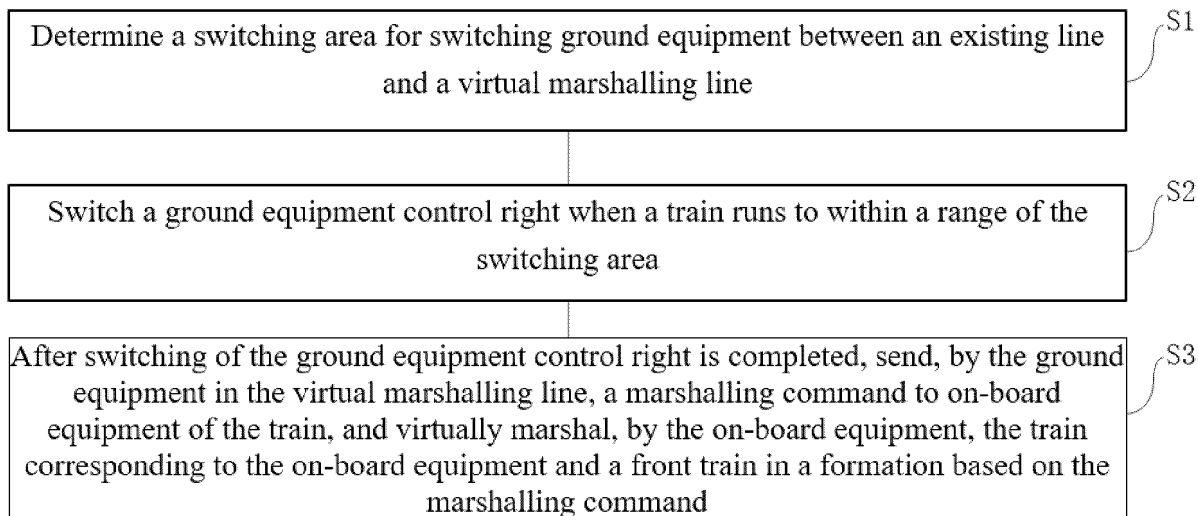 Determine a switching area for switching ground equipment between an existing line
and a virtual marshalling line
S1
Switch a ground equipment control right when a train runs to within a range of the
switching area
S2
After switching of the ground equipment control right is completed, send, by the ground
equipment in the virtual marshalling line, a marshalling command to on-board
equipment of the train, and virtually marshal, by the on-board equipment, the train
corresponding to the on-board equipment and a front train in a formation based on the
marshalling command
S3